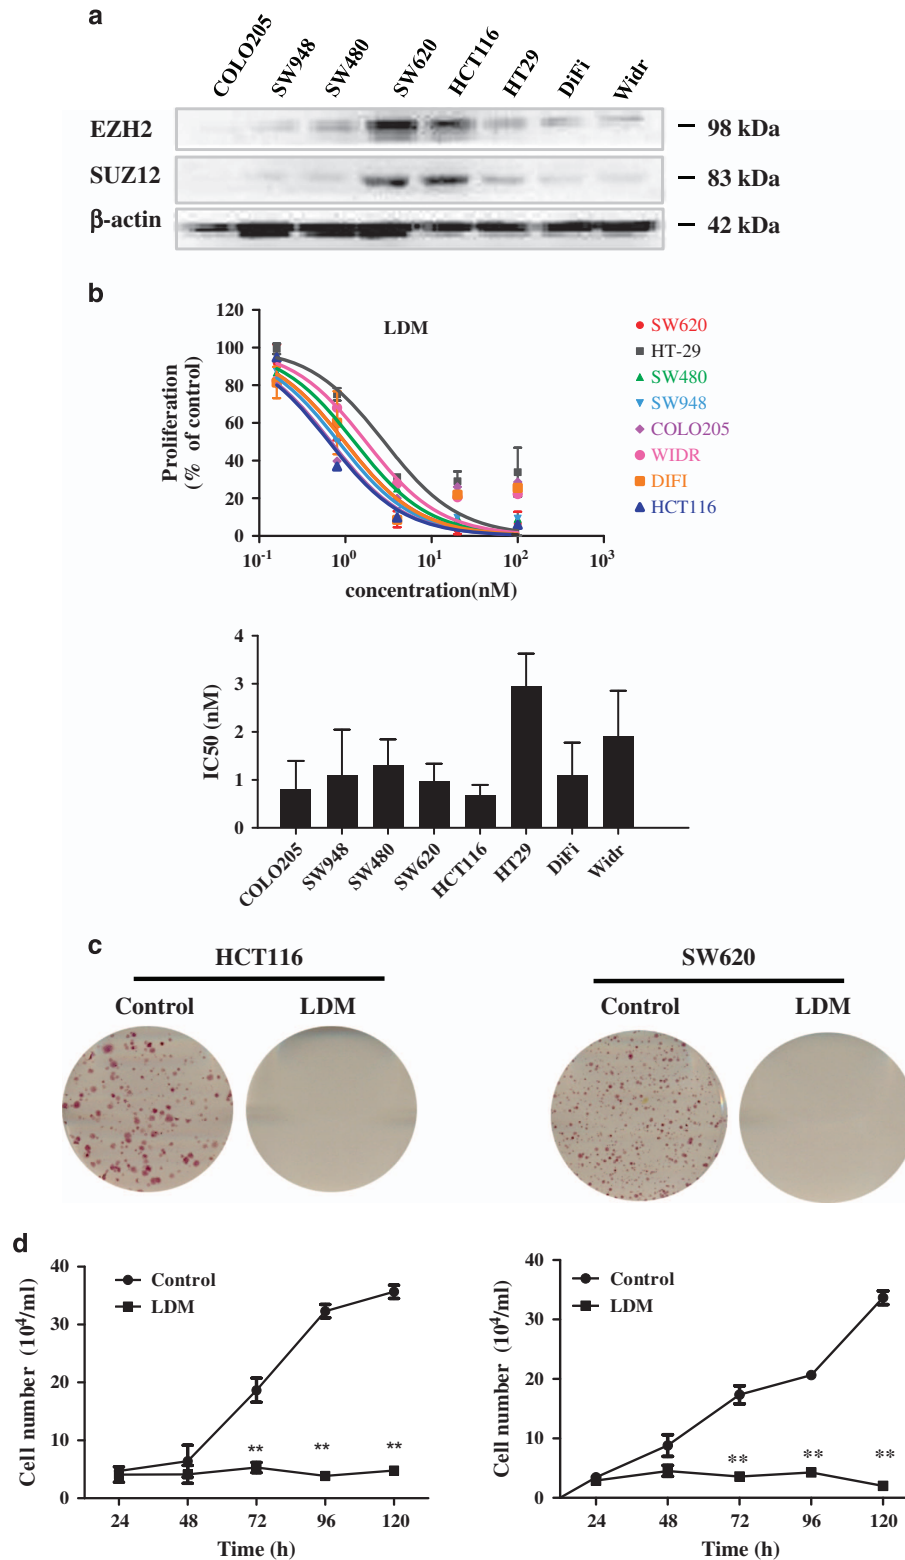 a
COLO205 SW948 SW480 SW620 HCT116 HT29 DiFi Widr
EZH2 98 kDa
SUZ12 83 kDa
β-actin 42 kDa
b
LDM
Proliferation
(% of control)
120
100
80
60
40
20
0
10⁻¹ 10⁰ 10¹ 10² 10³
concentration(nM)
SW620
HT-29
SW480
SW948
COLO205
WIDR
DIFI
HCT116
IC50 (nM)
4
3
2
1
0
COLO205 SW948 SW480 SW620 HCT116 HT29 DiFi Widr
c
HCT116 SW620
Control LDM Control LDM
d
Cell number (10⁴/ml)
40
30
20
10
0
Control
LDM
** ** **
24 48 72 96 120
Time (h)
Cell number (10⁴/ml)
40
30
20
10
0
Control
LDM
** ** **
24 48 72 96 120
Time (h)